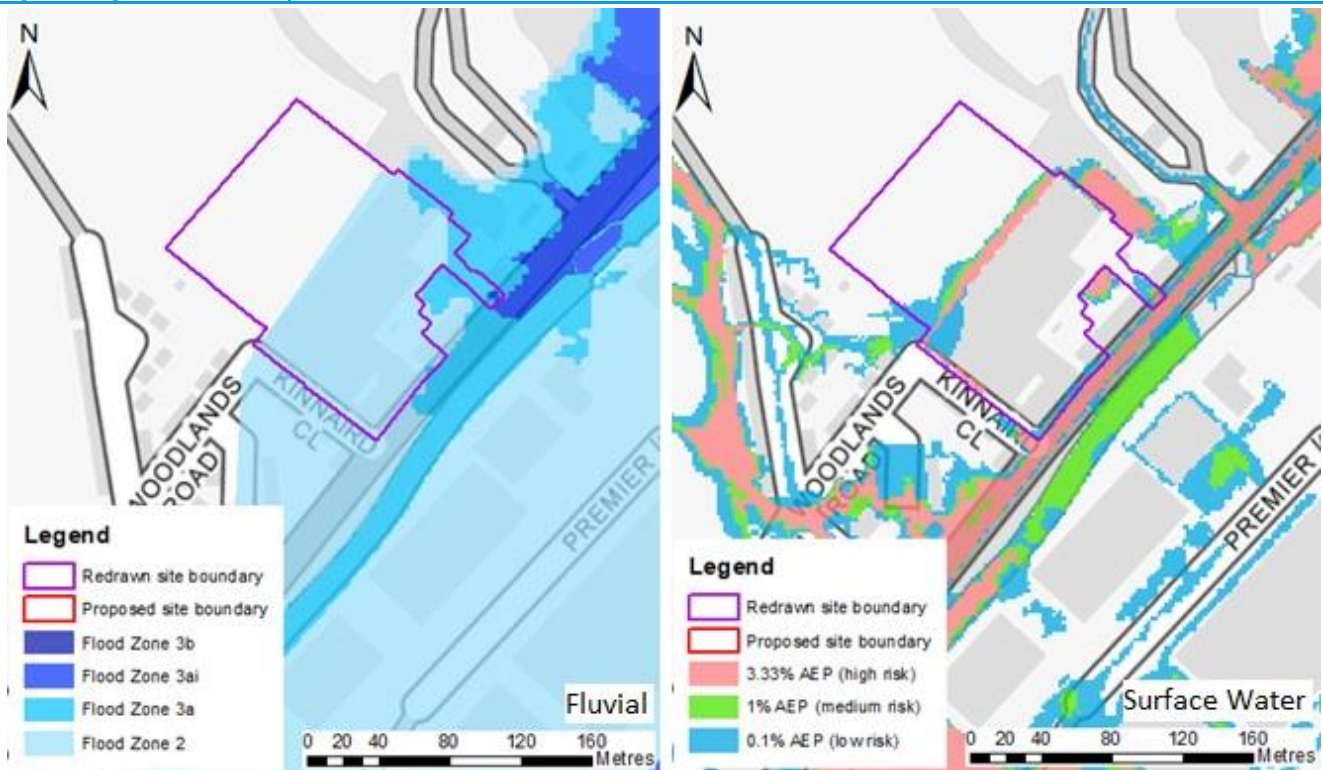 N
WOODLANDS
ROAD
KINNAIRD
CL
PREMIER
Legend
Redrawn site boundary
Proposed site boundary
Flood Zone 3b
Flood Zone 3ai
Flood Zone 3a
Flood Zone 2
Fluvial
0 20 40 80 120 160
Metres
N
WOODLANDS
ROAD
KINNAIRD
CL
PREMIER
Legend
Redrawn site boundary
Proposed site boundary
3.33% AEP (high risk)
1% AEP (medium risk)
0.1% AEP (low risk)
Surface Water
0 20 40 80 120 160
Metres